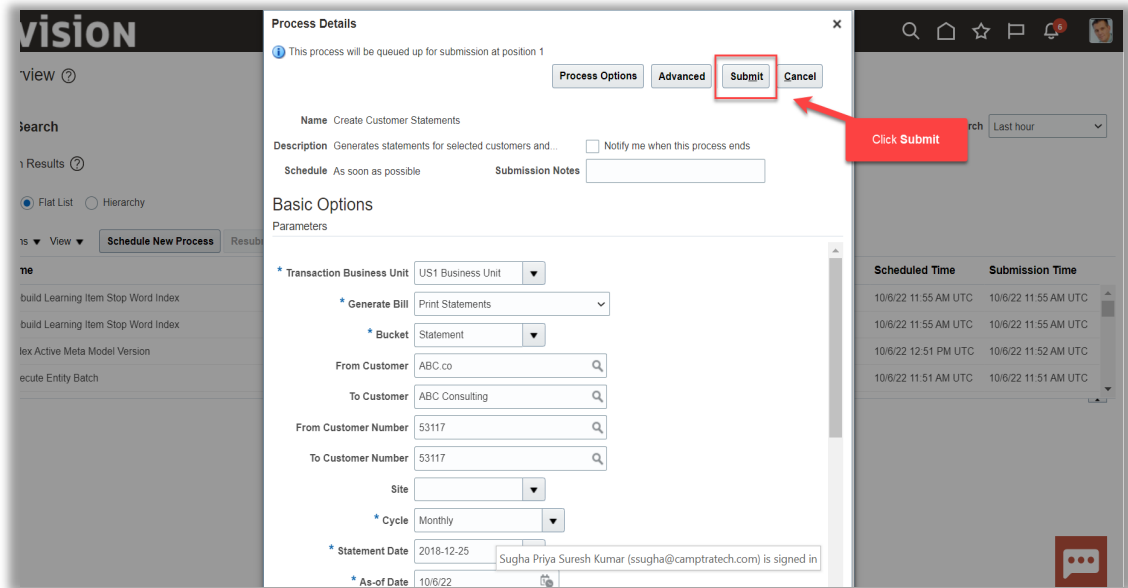 vision
Process Details
This process will be queued up for submission at position 1
6
rview
Process Options Advanced Submit Cancel
Name Create Customer Statements
Search
rch Last hour
Click Submit
Description Generates statements for selected customers and... Notify me when this process ends
Results
Schedule As soon as possible Submission Notes
Flat List Hierarchy
Basic Options
Parameters
ns View Schedule New Process Resub
me Scheduled Time Submission Time
Transaction Business Unit US1 Business Unit
build Learning Item Stop Word Index 10/6/22 11:55 AM UTC 10/6/22 11:55 AM UTC
* Generate Bill Print Statements
build Learning Item Stop Word Index 10/6/22 11:55 AM UTC 10/6/22 11:55 AM UTC
* Bucket Statement
lex Active Meta Model Version 10/6/22 12:51 PM UTC 10/6/22 11:52 AM UTC
From Customer ABC.co
ecute Entity Batch 10/6/22 11:51 AM UTC 10/6/22 11:51 AM UTC
To Customer ABC Consulting
From Customer Number 53117
To Customer Number 53117
Site
* Cycle Monthly
* Statement Date 2018-12-25
Sugha Priya Suresh Kumar (ssugha@camptratech.com) is signed in
* As-of Date 10/6/22